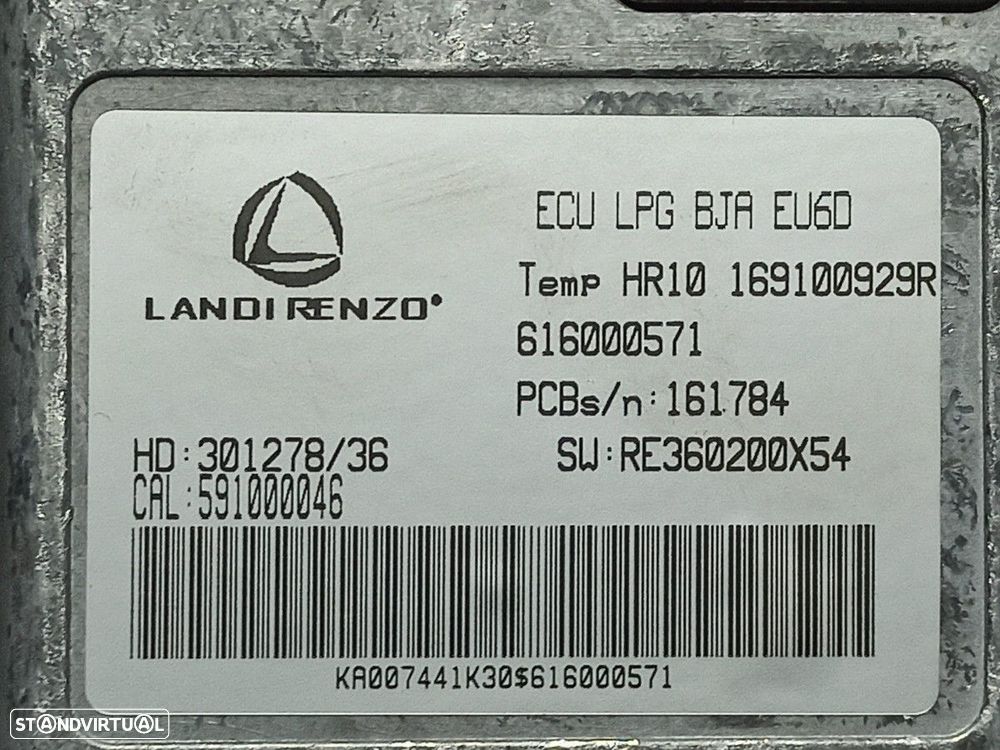 LANDIRENZO®
ECU LPG BJA EU6D
Temp HR10 169100929R
616000571
PCBs/n:161784
HD:301278/36 SW:RE360200X54
CAL:591000046
KA007441K30$616000571
STANDVIRTUAL